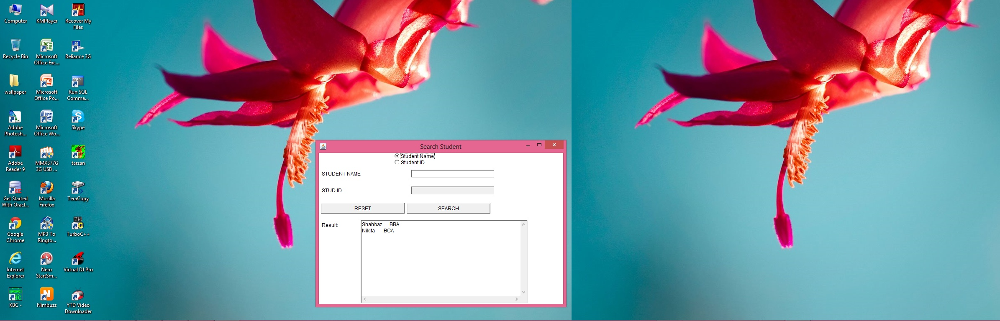 Computer
KMPlayer
Recover My
Files
Recycle Bin
Microsoft
Office Exc...
Reliance 3G
wallpaper
Microsoft
Office Po...
SQL>
Run SQL
Comma...
Adobe
Photosh...
Microsoft
Office Wo...
Skype
Adobe
Reader 9
MMX377G
3G USB ...
tarzan
Get Started
With Oracl...
Mozilla
Firefox
TeraCopy
Google
Chrome
MP3 To
Ringto...
MS
TurboC++
Internet
Explorer
Nero
StartSm...
Virtual DJ Pro
KBC -
Nimbuzz
YTD Video
Downloader
Search Student
Student Name
Student ID
STUDENT NAME
STUD ID
RESET
SEARCH
Result:
Shahbaz BBA
Nikita BCA